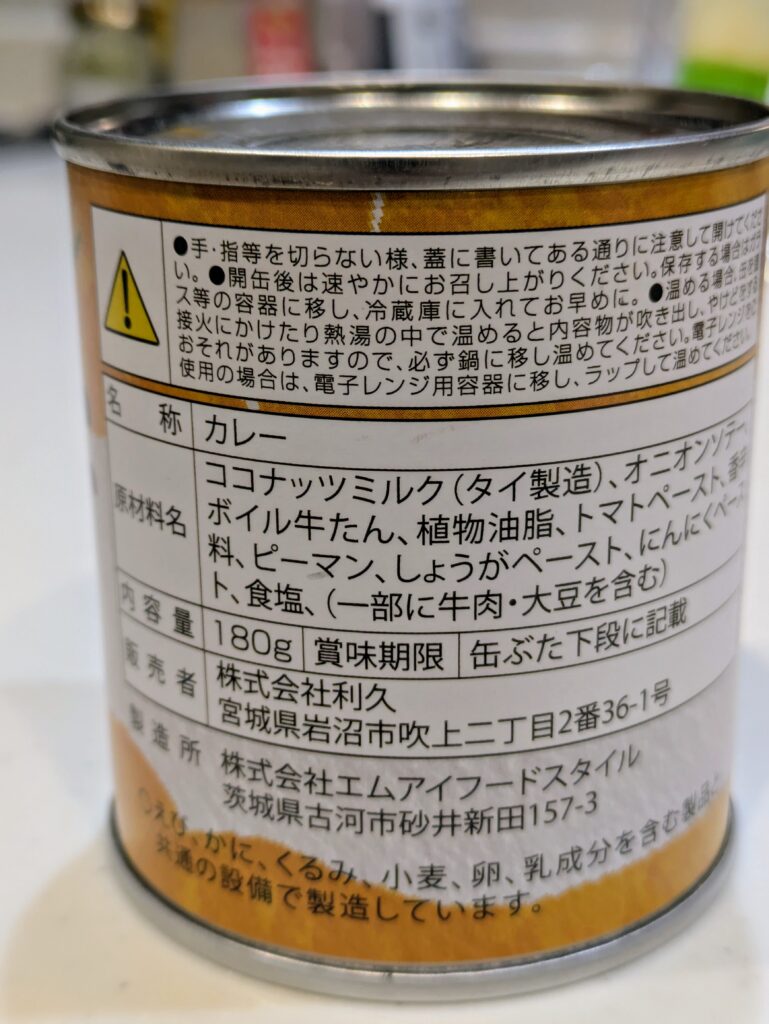 ●手・指等を切らない様、蓋に書いてある通りに注意して開けてくださ
い。●開缶後は速やかにお召し上がりください。保存する場合はガラ
ス等の容器に移し、冷蔵庫に入れてお早めに。●温める場合、缶を直
接火にかけたり熱湯の中で温めると内容物が吹き出し、やけどをする
おそれがありますので、必ず鍋に移し温めてください。電子レンジをご
使用の場合は、電子レンジ用容器に移し、ラップして温めてください。
名称 カレー
原材料名 ココナッツミルク(タイ製造)、オニオンソテー、
ボイル牛たん、植物油脂、トマトペースト、香辛
料、ピーマン、しょうがペースト、にんにくペース
ト、食塩、(一部に牛肉・大豆を含む)
内容量 180g 賞味期限 缶ぶた下段に記載
販売者 株式会社利久
宮城県岩沼市吹上二丁目2番36-1号
製造所 株式会社エムアイフードスタイル
茨城県古河市砂井新田157-3
○えび、かに、くるみ、小麦、卵、乳成分を含む製品と
共通の設備で製造しています。